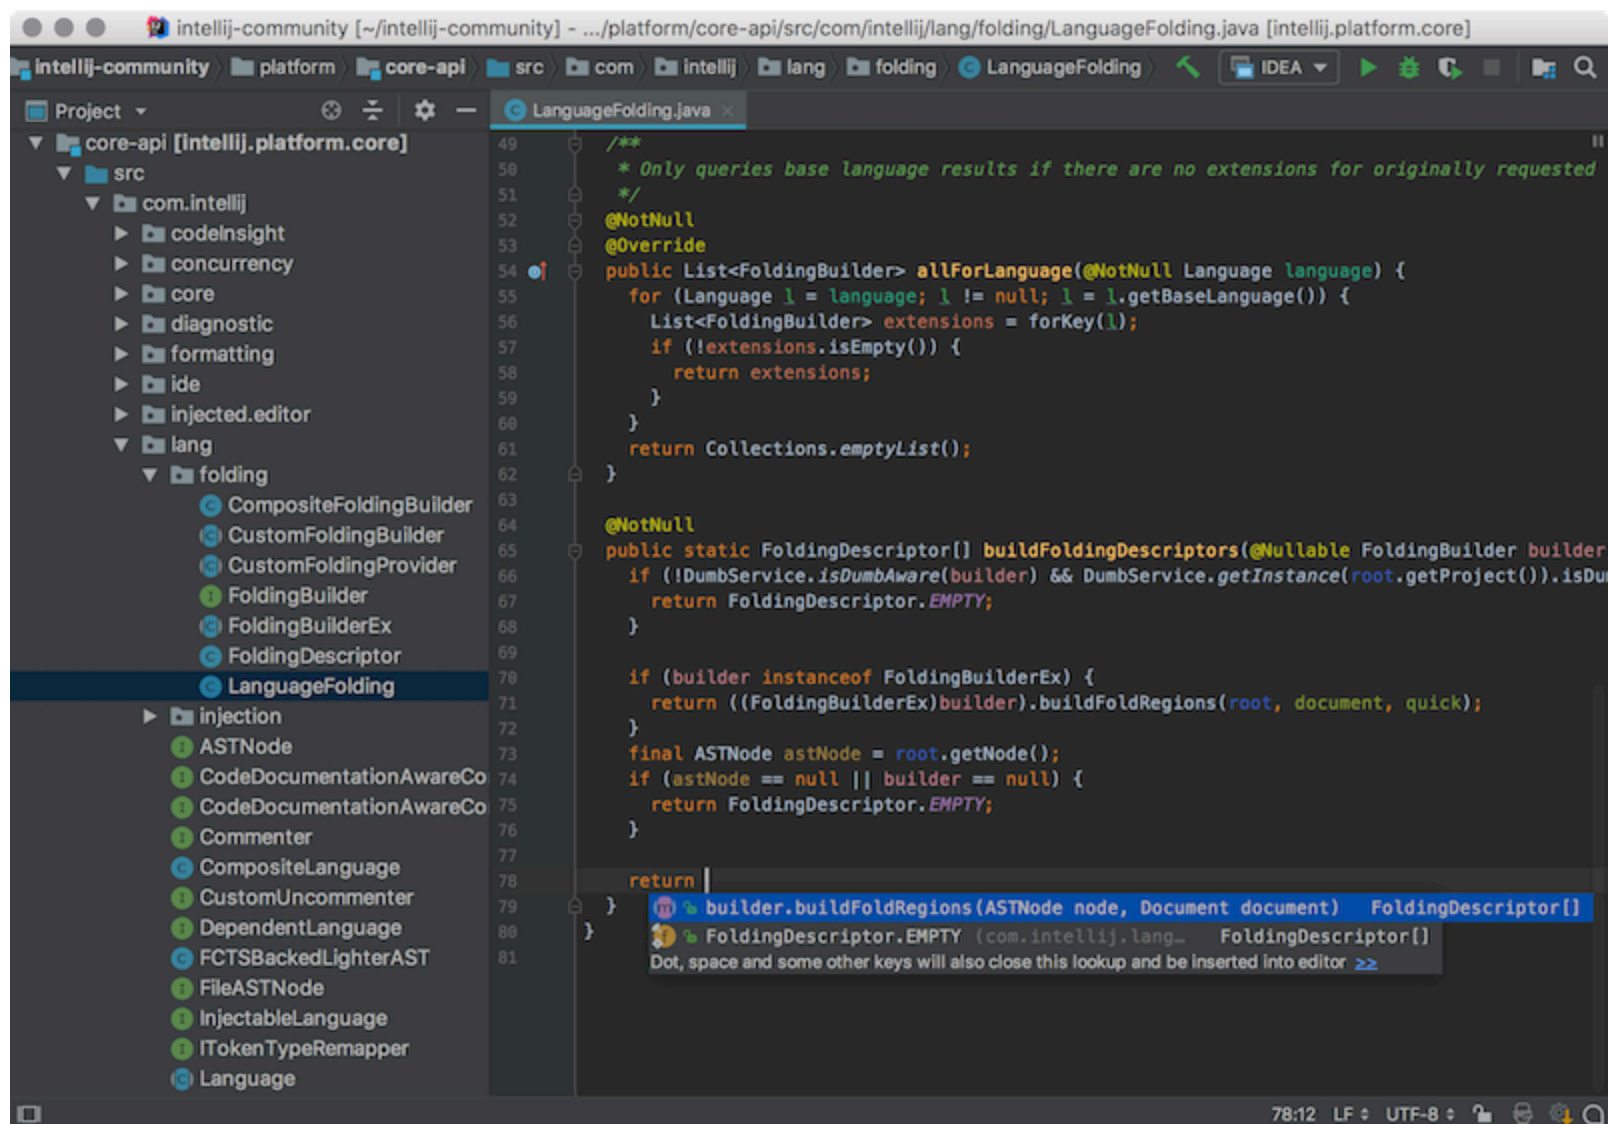 intellij-community [~/intellij-community] - .../platform/core-api/src/com/intellij/lang/folding/LanguageFolding.java [intellij.platform.core]
intellij-community platform core-api src com intellij lang folding LanguageFolding IDEA
Project
LanguageFolding.java
core-api [intellij.platform.core]
src
com.intellij
codeInsight
concurrency
core
diagnostic
formatting
ide
injected.editor
lang
folding
CompositeFoldingBuilder
CustomFoldingBuilder
CustomFoldingProvider
FoldingBuilder
FoldingBuilderEx
FoldingDescriptor
LanguageFolding
injection
ASTNode
CodeDocumentationAwareCo
CodeDocumentationAwareCo
Commenter
CompositeLanguage
CustomUncommenter
DependentLanguage
FCTSBackedLighterAST
FileASTNode
InjectableLanguage
ITokenTypeRemapper
Language
49 /**
50 * Only queries base language results if there are no extensions for originally requested
51 */
52 @NotNull
53 @Override
54 public List<FoldingBuilder> allForLanguage(@NotNull Language language) {
55 for (Language l = language; l != null; l = l.getBaseLanguage()) {
56 List<FoldingBuilder> extensions = forKey(l);
57 if (!extensions.isEmpty()) {
58 return extensions;
59 }
60 }
61 return Collections.emptyList();
62 }
63
64 @NotNull
65 public static FoldingDescriptor[] buildFoldingDescriptors(@Nullable FoldingBuilder builder
66 if (!DumbService.isDumbAware(builder) && DumbService.getInstance(root.getProject()).isDu
67 return FoldingDescriptor.EMPTY;
68 }
69
70 if (builder instanceof FoldingBuilderEx) {
71 return ((FoldingBuilderEx)builder).buildFoldRegions(root, document, quick);
72 }
73 final ASTNode astNode = root.getNode();
74 if (astNode == null || builder == null) {
75 return FoldingDescriptor.EMPTY;
76 }
77
78 return
79 }
80 }
81
builder.buildFoldRegions(ASTNode node, Document document) FoldingDescriptor[]
FoldingDescriptor.EMPTY (com.intellij.lang… FoldingDescriptor[]
Dot, space and some other keys will also close this lookup and be inserted into editor >>
78:12 LF UTF-8